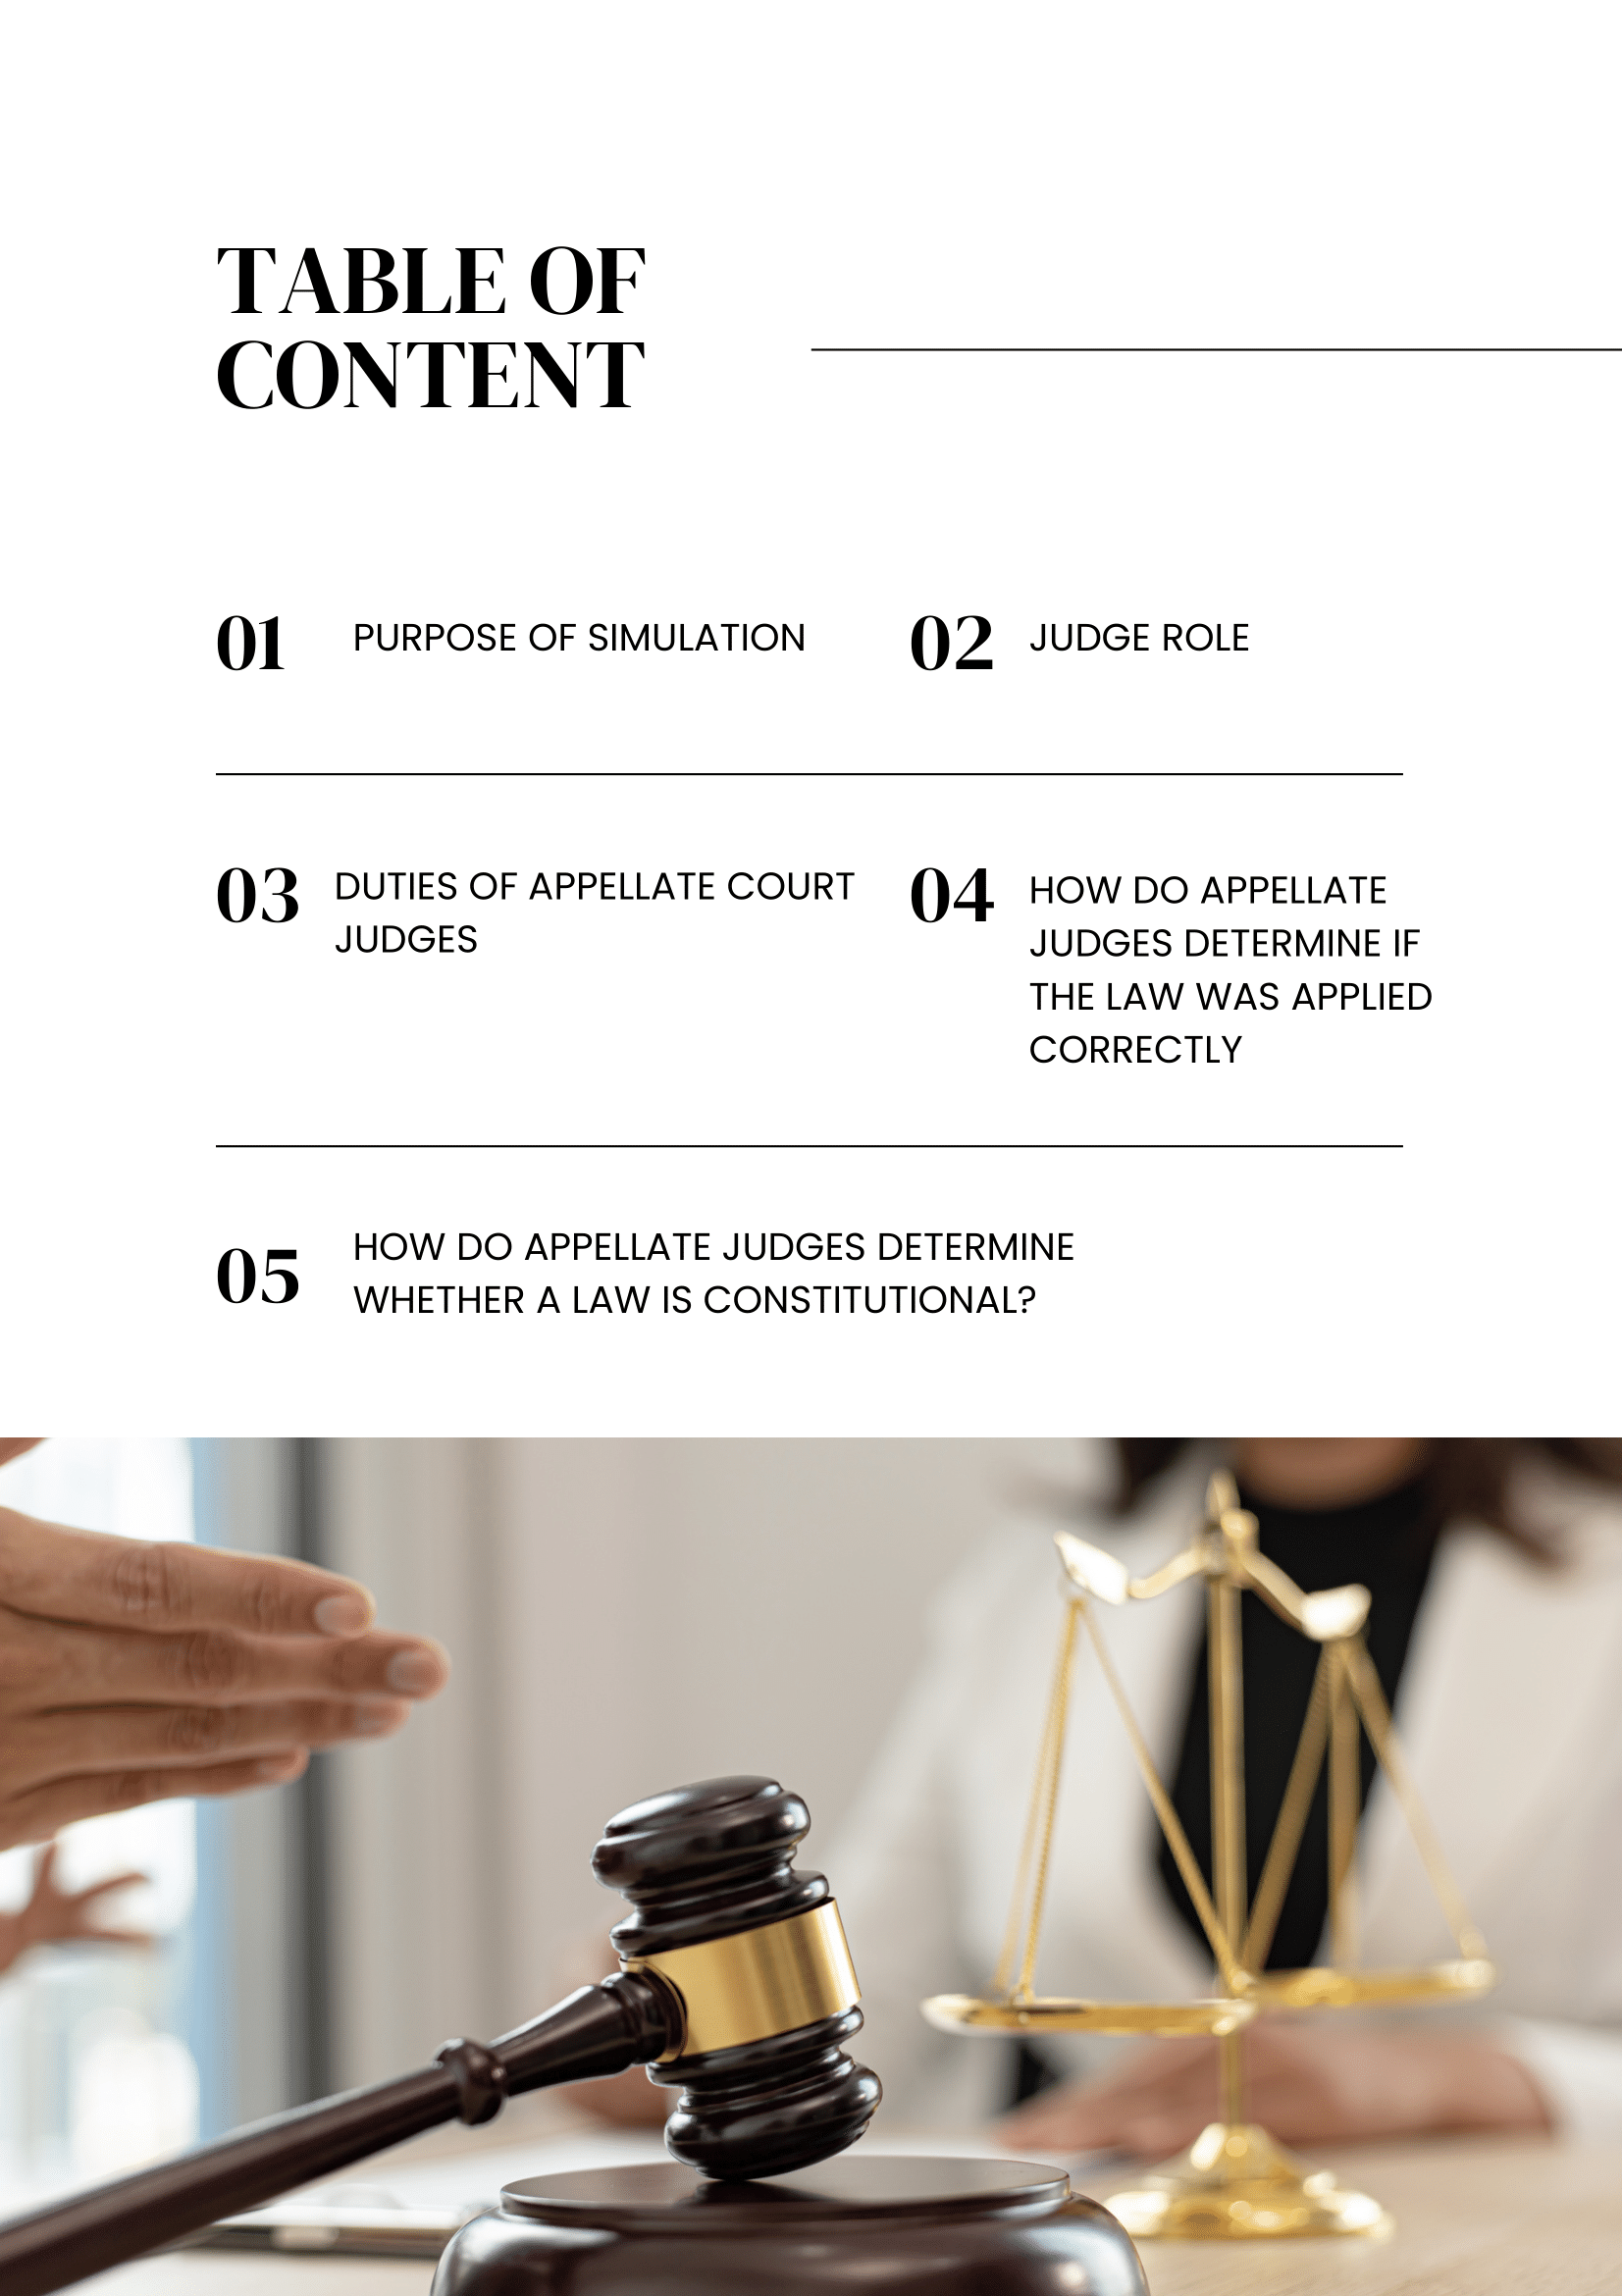 TABLE OF
CONTENT
01 PURPOSE OF SIMULATION
02 JUDGE ROLE
03 DUTIES OF APPELLATE COURT
JUDGES
04 HOW DO APPELLATE
JUDGES DETERMINE IF
THE LAW WAS APPLIED
CORRECTLY
05 HOW DO APPELLATE JUDGES DETERMINE
WHETHER A LAW IS CONSTITUTIONAL?